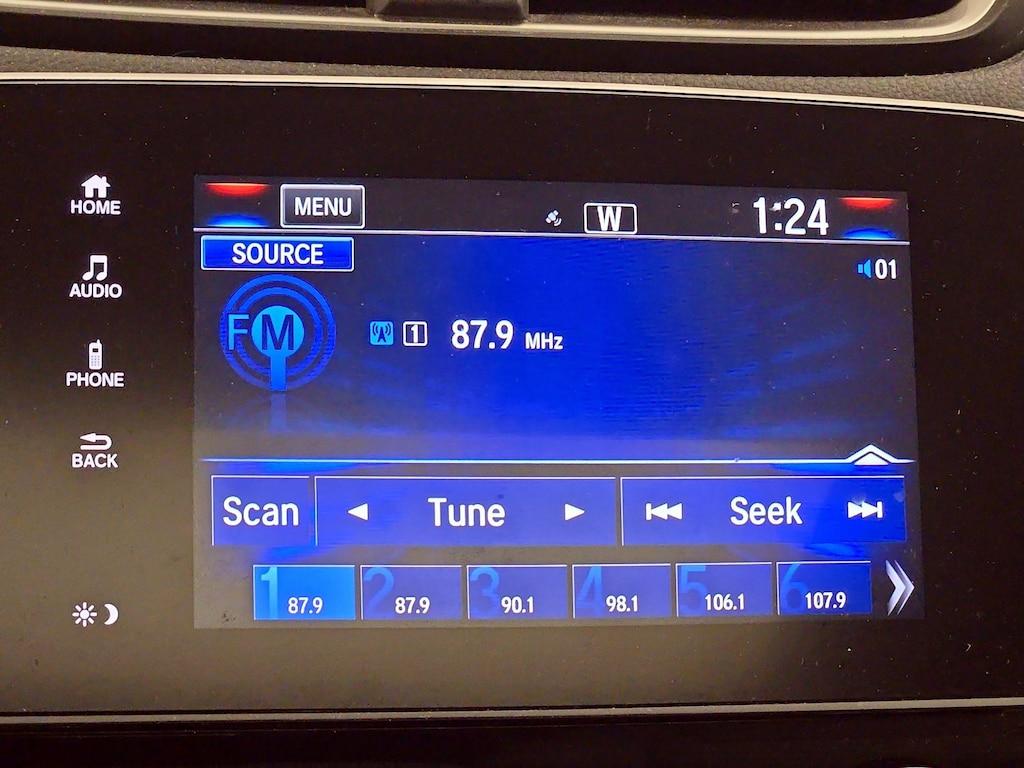 HOME
AUDIO
PHONE
BACK
MENU
W
1:24
SOURCE
01
FM
1 87.9 MHz
Scan Tune Seek
1 87.9
2 87.9
3 90.1
4 98.1
5 106.1
6 107.9